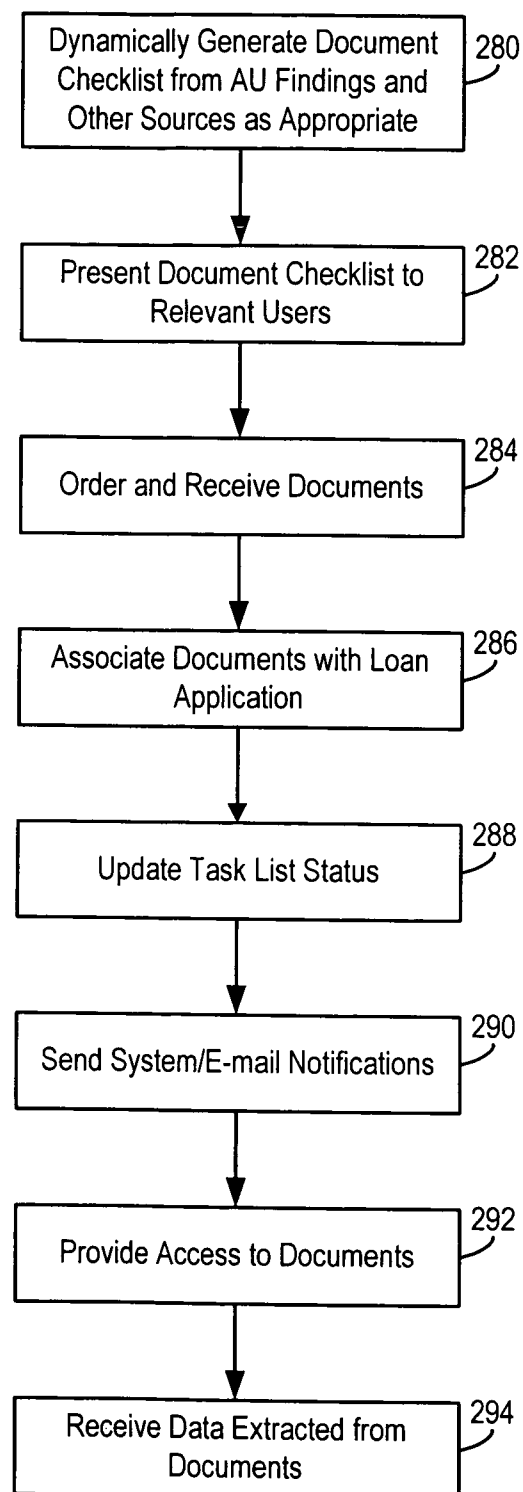 Dynamically Generate Document
Checklist from AU Findings and
Other Sources as Appropriate
280
Present Document Checklist to
Relevant Users
282
Order and Receive Documents
284
Associate Documents with Loan
Application
286
Update Task List Status
288
Send System/E-mail Notifications
290
Provide Access to Documents
292
Receive Data Extracted from
Documents
294